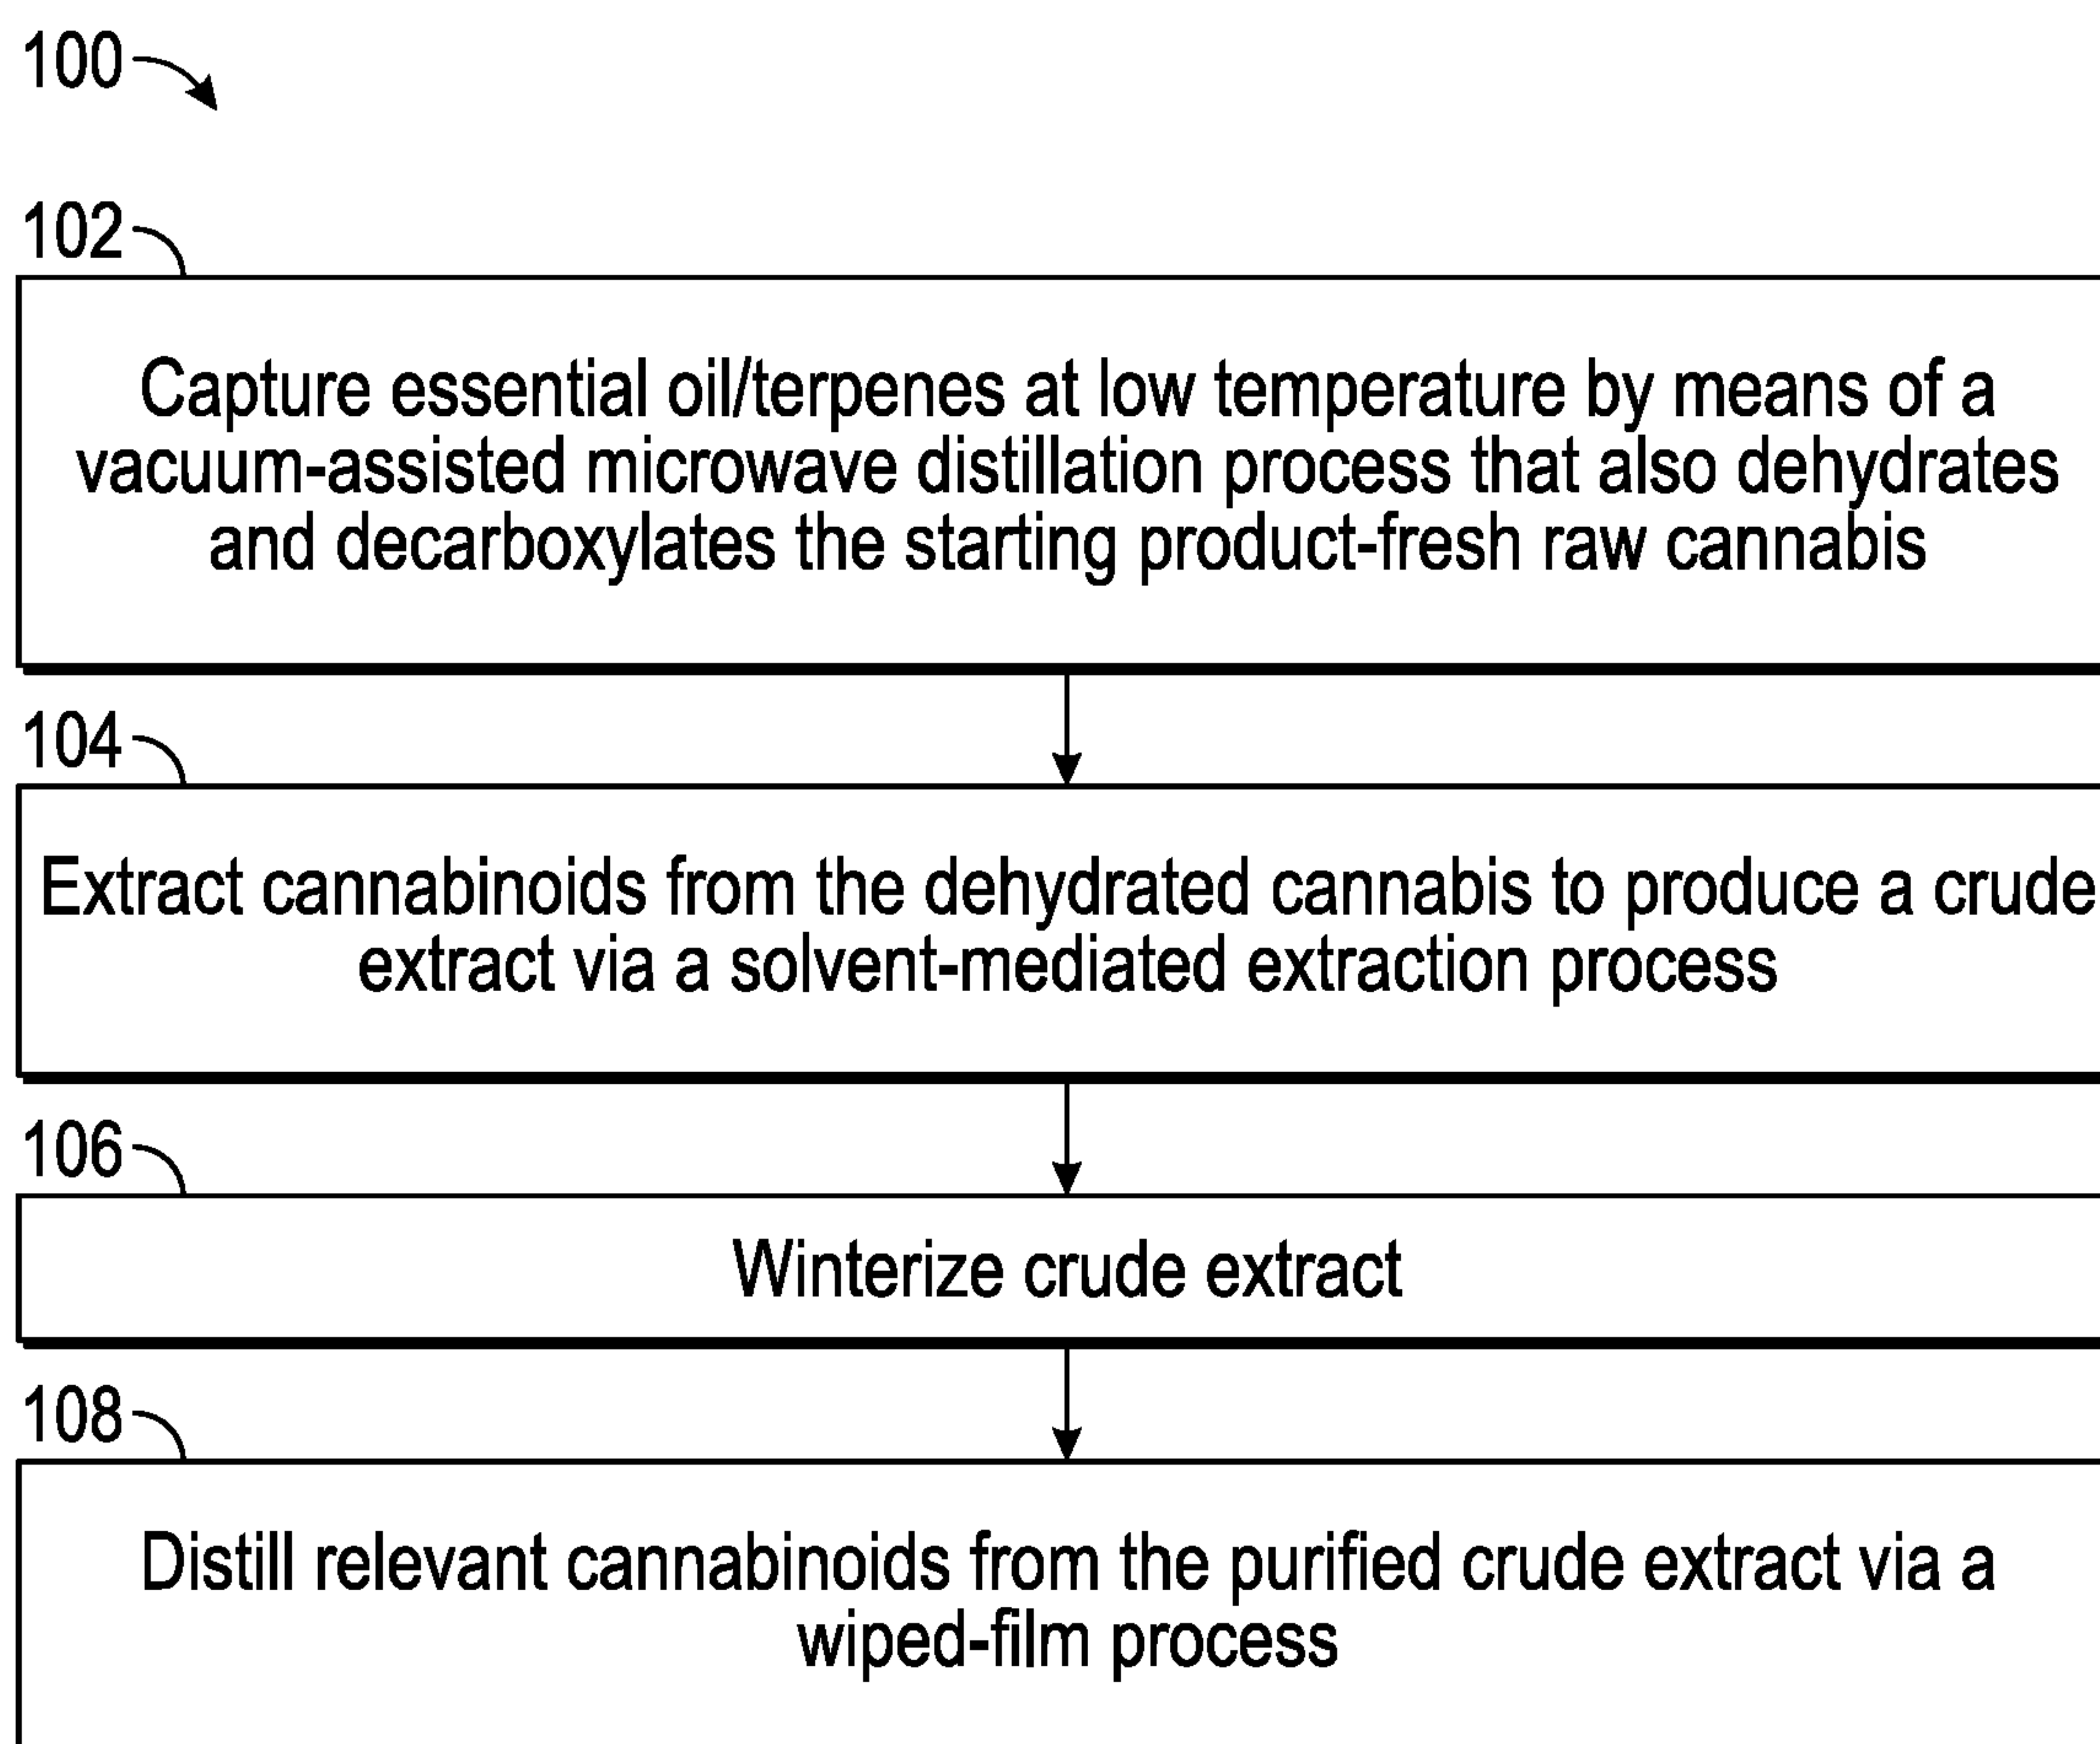 100
102
Capture essential oil/terpenes at low temperature by means of a
vacuum-assisted microwave distillation process that also dehydrates
and decarboxylates the starting product-fresh raw cannabis
104
Extract cannabinoids from the dehydrated cannabis to produce a crude
extract via a solvent-mediated extraction process
106
Winterize crude extract
108
Distill relevant cannabinoids from the purified crude extract via a
wiped-film process